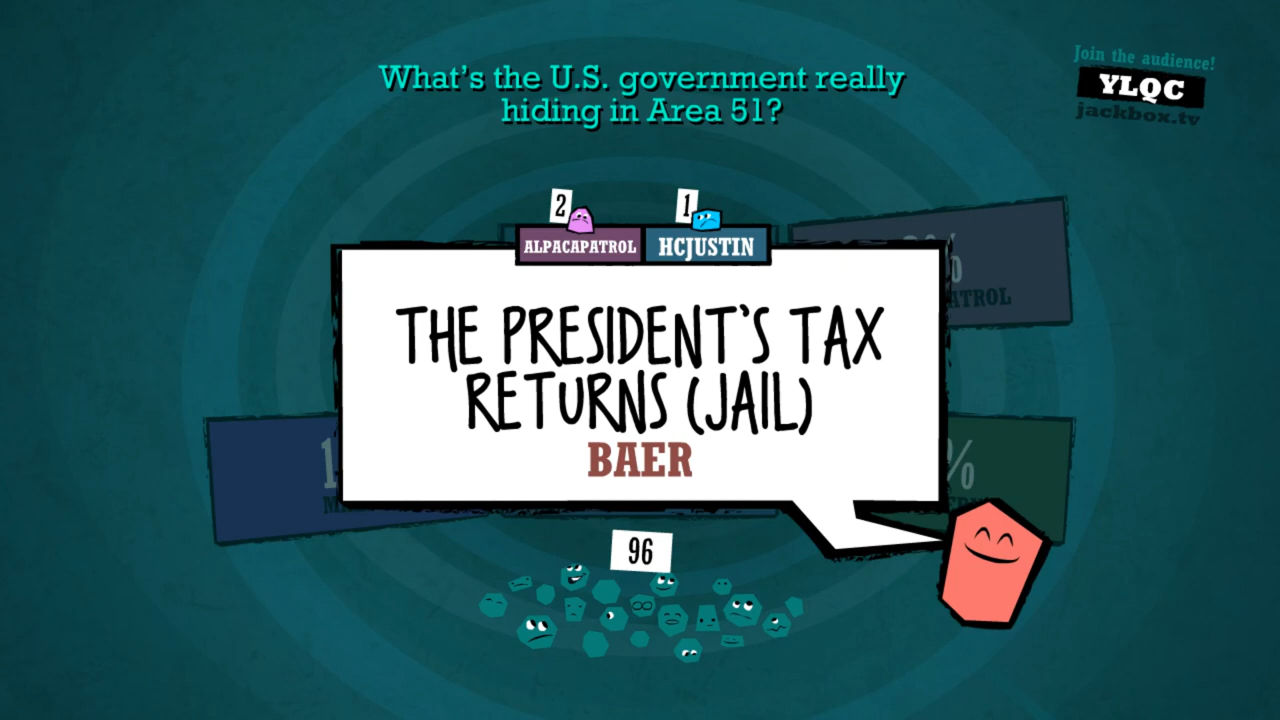 What's the U.S. government really
hiding in Area 51?
Join the audience!
YLQC
jackbox.tv
2
1
ALPACAPATROL
HCJUSTIN
THE PRESIDENT'S TAX
RETURNS (JAIL)
BAER
96